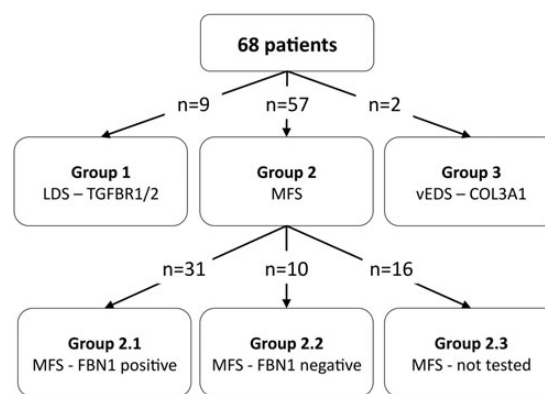 68 patients
n=9
n=57
n=2
Group 1
LDS – TGFBR1/2
Group 2
MFS
Group 3
vEDS – COL3A1
n=31
n=10
n=16
Group 2.1
MFS - FBN1 positive
Group 2.2
MFS - FBN1 negative
Group 2.3
MFS - not tested